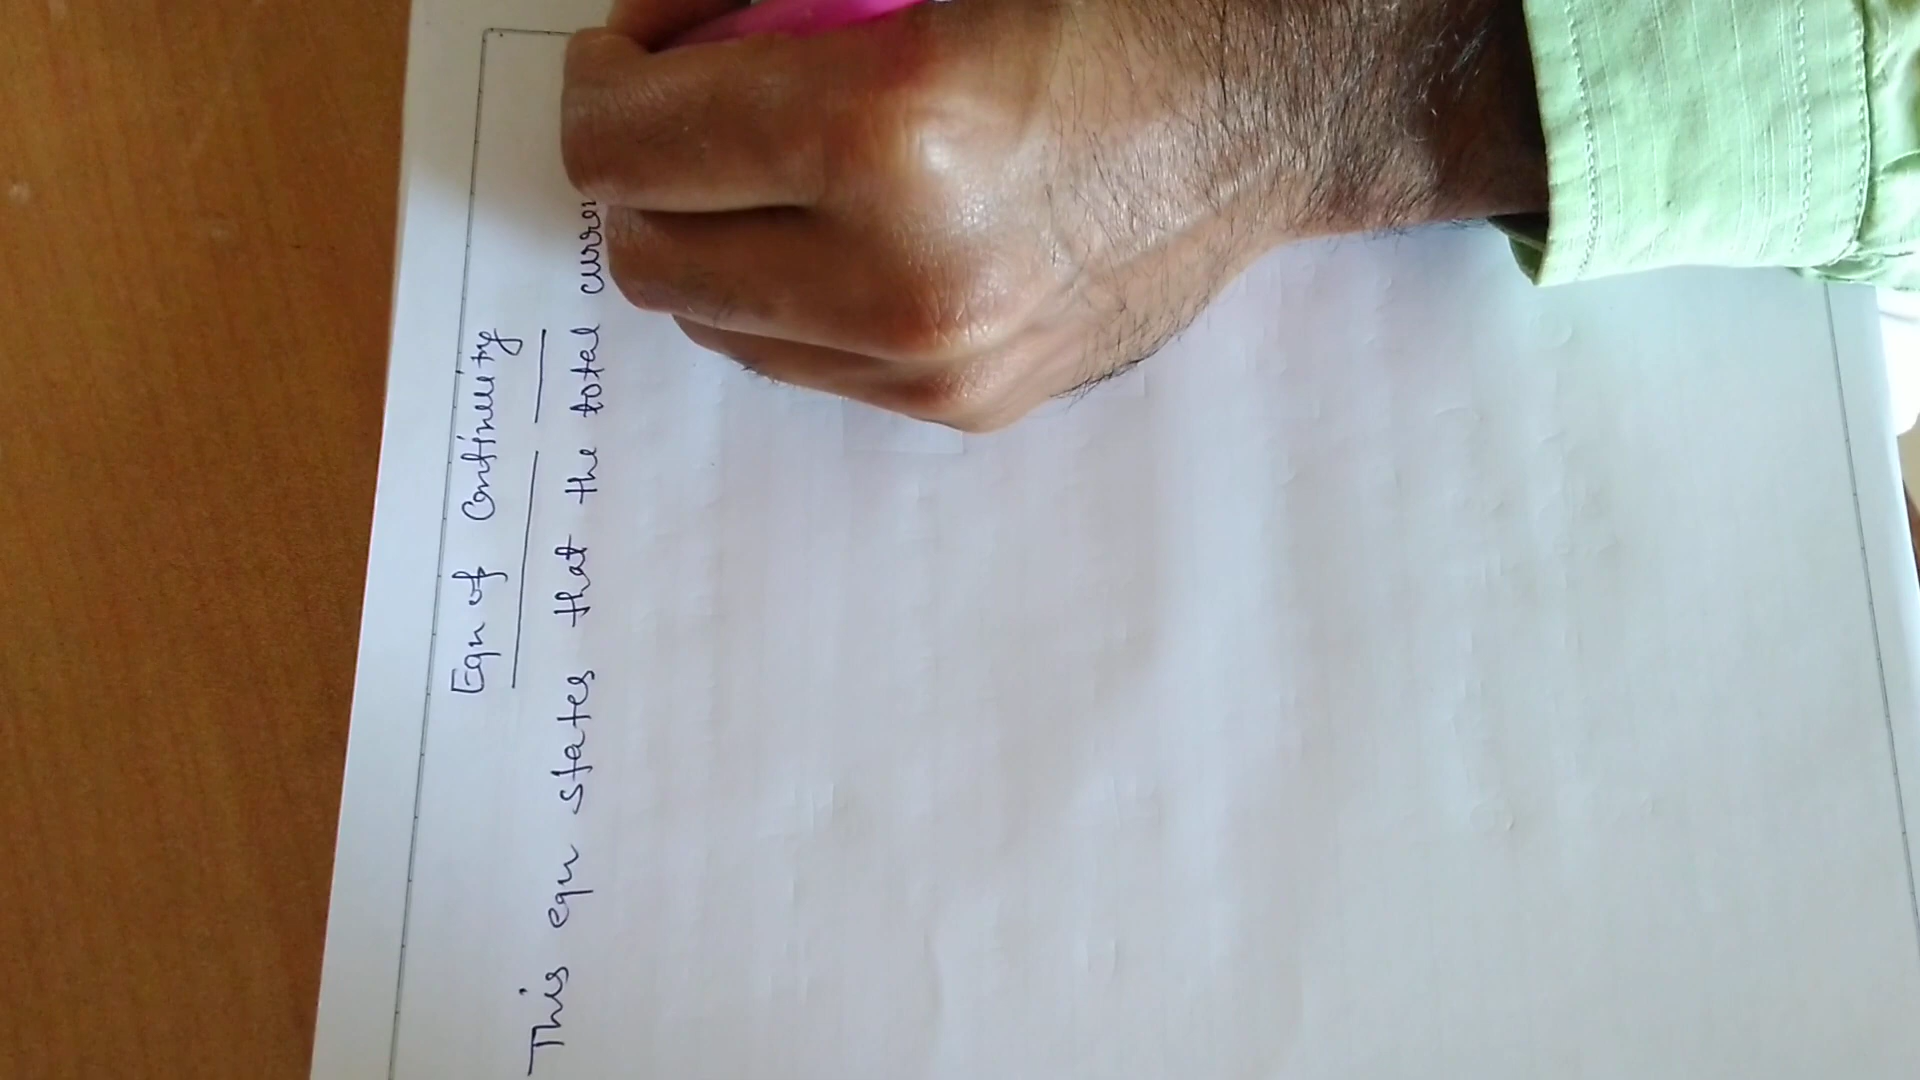 Eqn of Continuity
This eqn states that the total